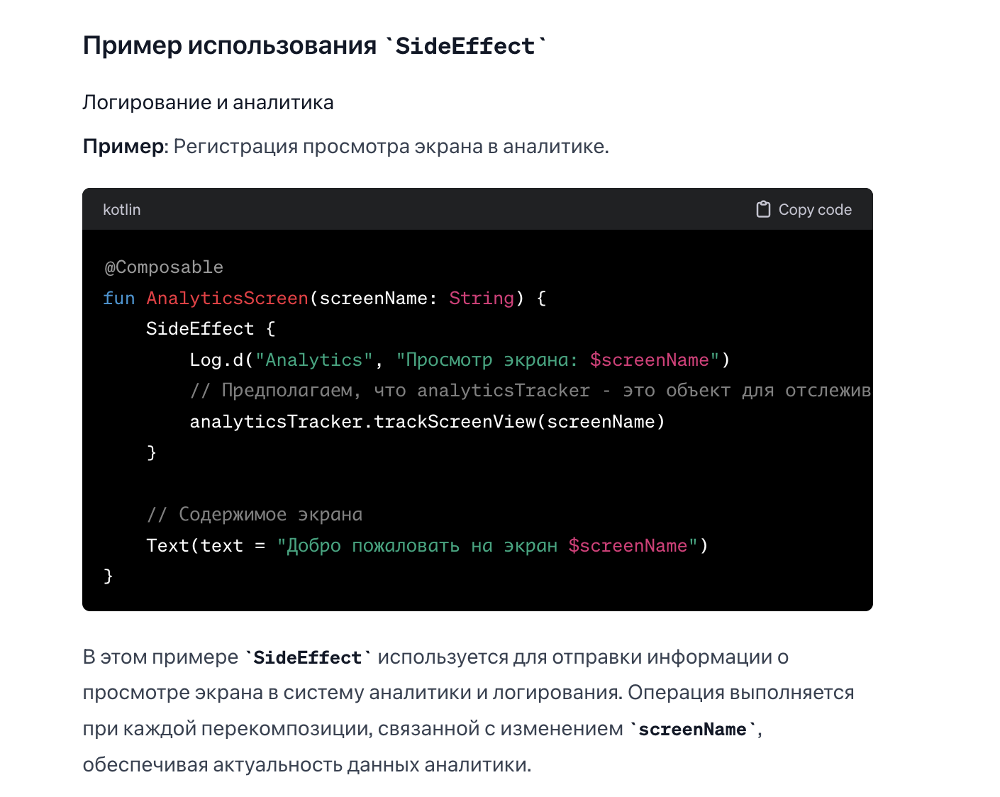 Пример использования `SideEffect`
Логирование и аналитика
Пример: Регистрация просмотра экрана в аналитике.
kotlin
Copy code
@Composable
fun AnalyticsScreen(screenName: String) {
    SideEffect {
        Log.d("Analytics", "Просмотр экрана: $screenName")
        // Предполагаем, что analyticsTracker - это объект для отслежив
        analyticsTracker.trackScreenView(screenName)
    }
    // Содержимое экрана
    Text(text = "Добро пожаловать на экран $screenName")
}
В этом примере `SideEffect` используется для отправки информации о
просмотре экрана в систему аналитики и логирования. Операция выполняется
при каждой перекомпозиции, связанной с изменением `screenName`,
обеспечивая актуальность данных аналитики.